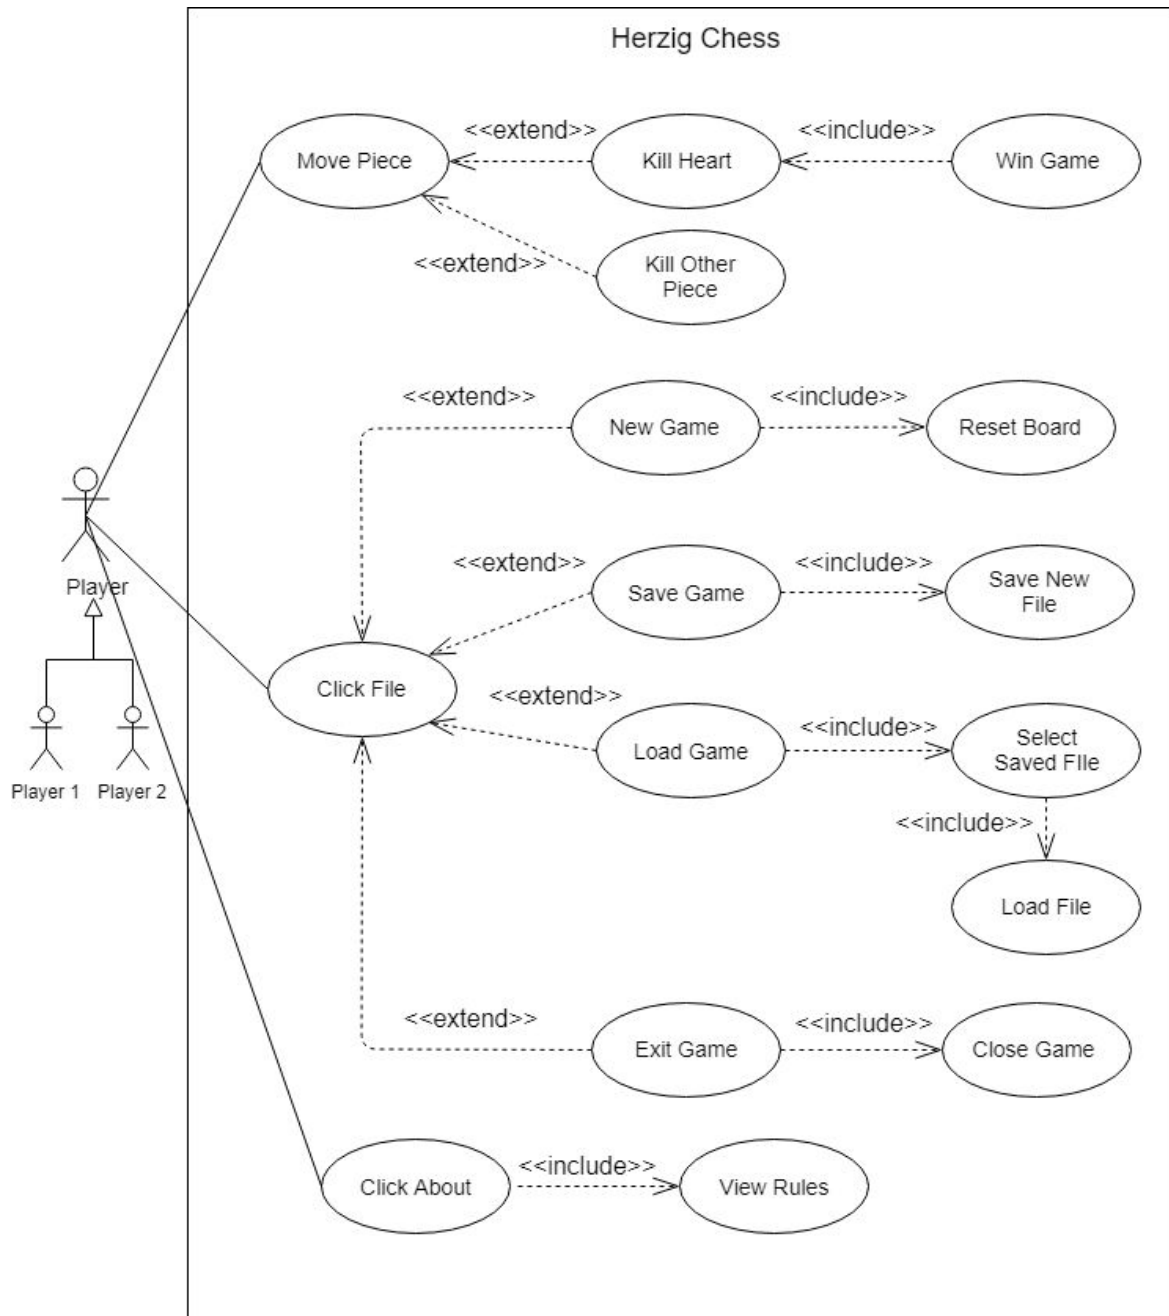 Herzig Chess
<<extend>>
<<include>>
Move Piece
Kill Heart
Win Game
<<extend>>
Kill Other
Piece
<<extend>>
<<include>>
New Game
Reset Board
<<extend>>
<<include>>
Save Game
Save New
File
Player
<<extend>>
<<include>>
Click File
Load Game
Select
Saved FIle
Player 1
Player 2
<<include>>
Load File
<<extend>>
<<include>>
Exit Game
Close Game
<<include>>
Click About
View Rules